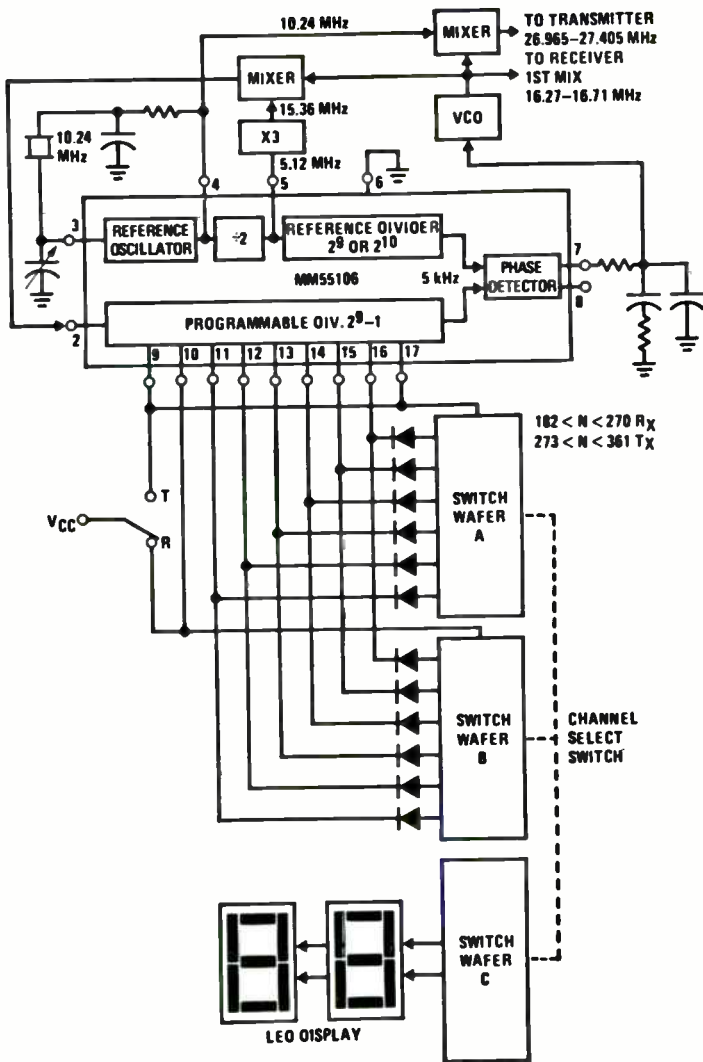 10.24 MHz
MIXER
TO TRANSMITTER
26.965–27.405 MHz
TO RECEIVER
1ST MIX
16.27–16.71 MHz
MIXER
15.36 MHz
VCO
X3
10.24
MHz
5.12 MHz
4
5
6
3
REFERENCE
OSCILLATOR
÷2
REFERENCE DIVIOER
2⁹ OR 2¹⁰
7
MM55106
5 kHz
PHASE
DETECTOR
8
2
PROGRAMMABLE OIV. 2⁹–1
9
10
11
12
13
14
15
16
17
182 < N < 270 RX
273 < N < 361 TX
SWITCH
WAFER
A
T
VCC
R
SWITCH
WAFER
B
CHANNEL
SELECT
SWITCH
SWITCH
WAFER
C
88
LEO OISPLAY